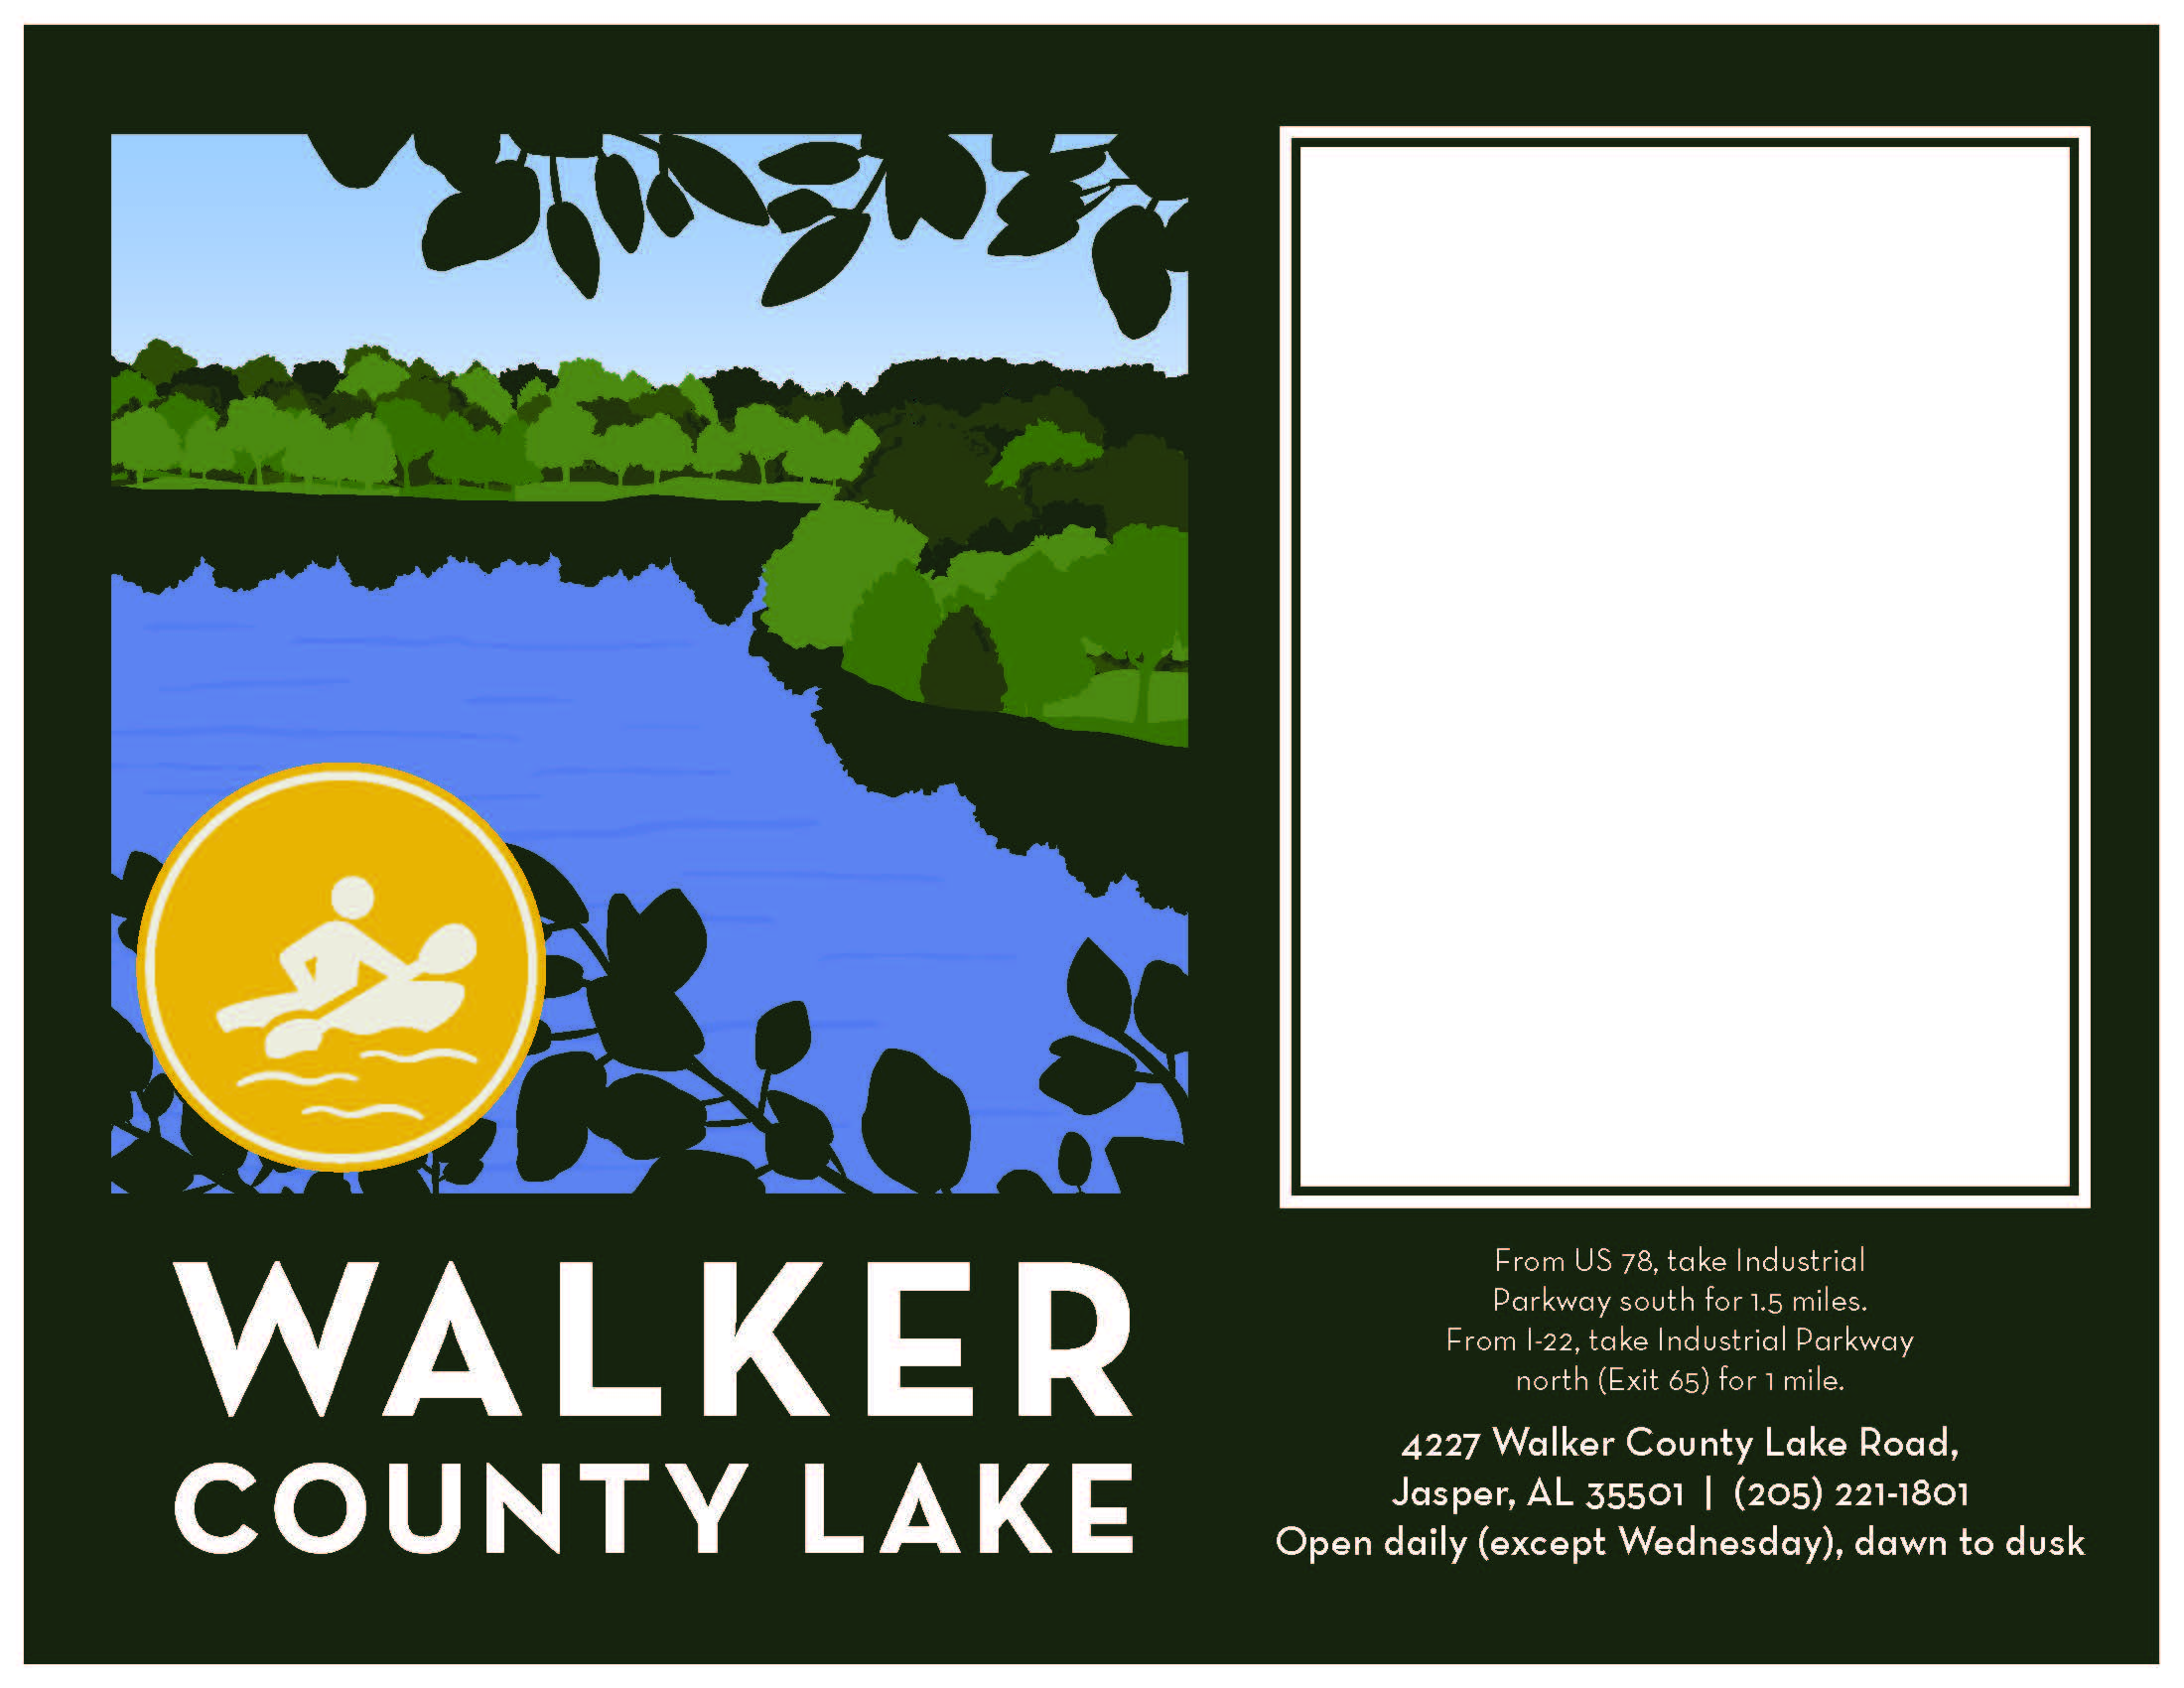 WALKER
COUNTY LAKE
From US 78, take Industrial
Parkway south for 1.5 miles.
From I-22, take Industrial Parkway
north (Exit 65) for 1 mile.
4227 Walker County Lake Road,
Jasper, AL 35501 | (205) 221-1801
Open daily (except Wednesday), dawn to dusk